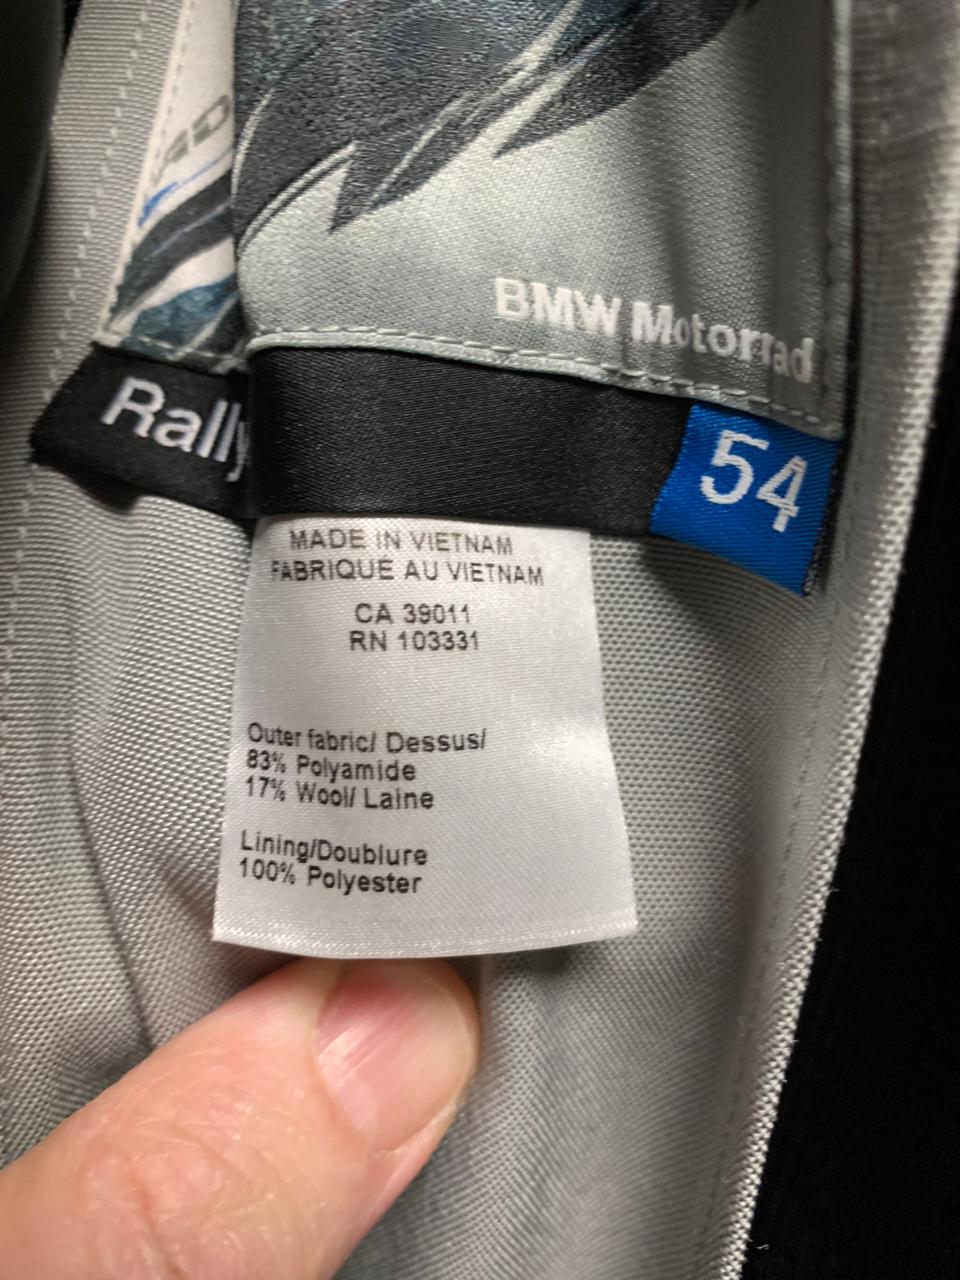 BMW Motorrad
Rally
54
MADE IN VIETNAM
FABRIQUÉ AU VIETNAM
CA 39011
RN 103331
Outer fabric/ Dessus/
83% Polyamide
17% Wool/ Laine
Lining/Doublure
100% Polyester